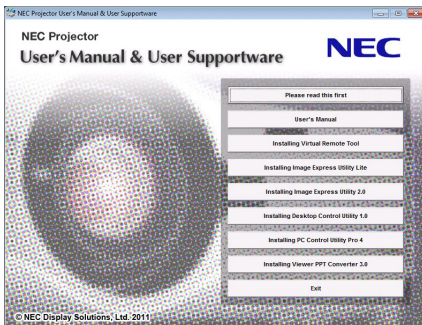 NEC Projector User's Manual & User Supportware
NEC Projector
User's Manual & User Supportware
NEC
Please read this first
User's Manual
Installing Virtual Remote Tool
Installing Image Express Utility Lite
Installing Image Express Utility 2.0
Installing Desktop Control Utility 1.0
Installing PC Control Utility Pro 4
Installing Viewer PPT Converter 3.0
Exit
© NEC Display Solutions, Ltd. 2011